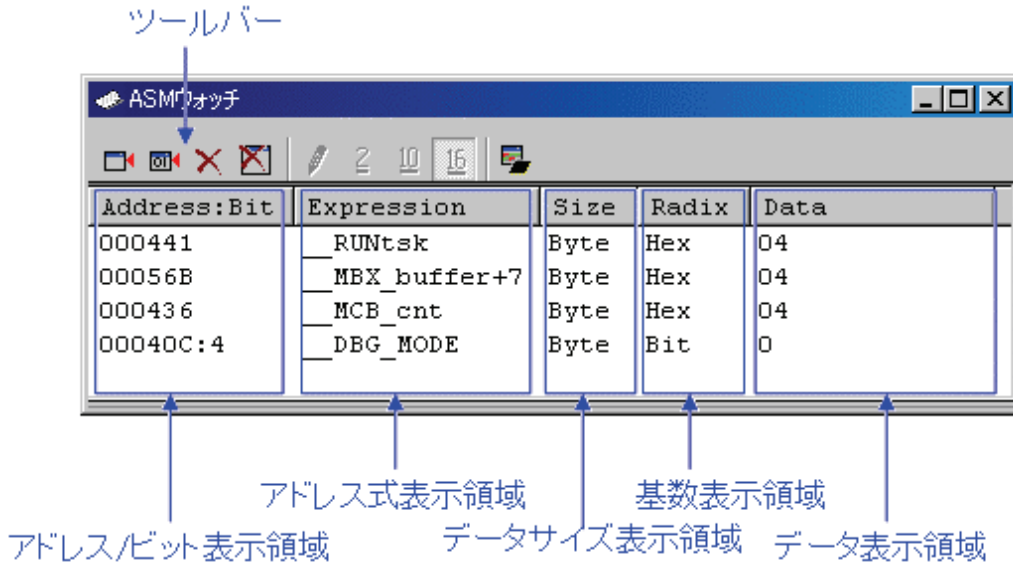 ツールバー
ASMウォッチ
01 2 10 16
Address:Bit Expression Size Radix Data
000441 __RUNtsk Byte Hex 04
00056B __MBX_buffer+7 Byte Hex 04
000436 __MCB_cnt Byte Hex 04
00040C:4 __DBG_MODE Byte Bit 0
アドレス式表示領域 基数表示領域
アドレス/ビット表示領域 データサイズ表示領域 データ表示領域